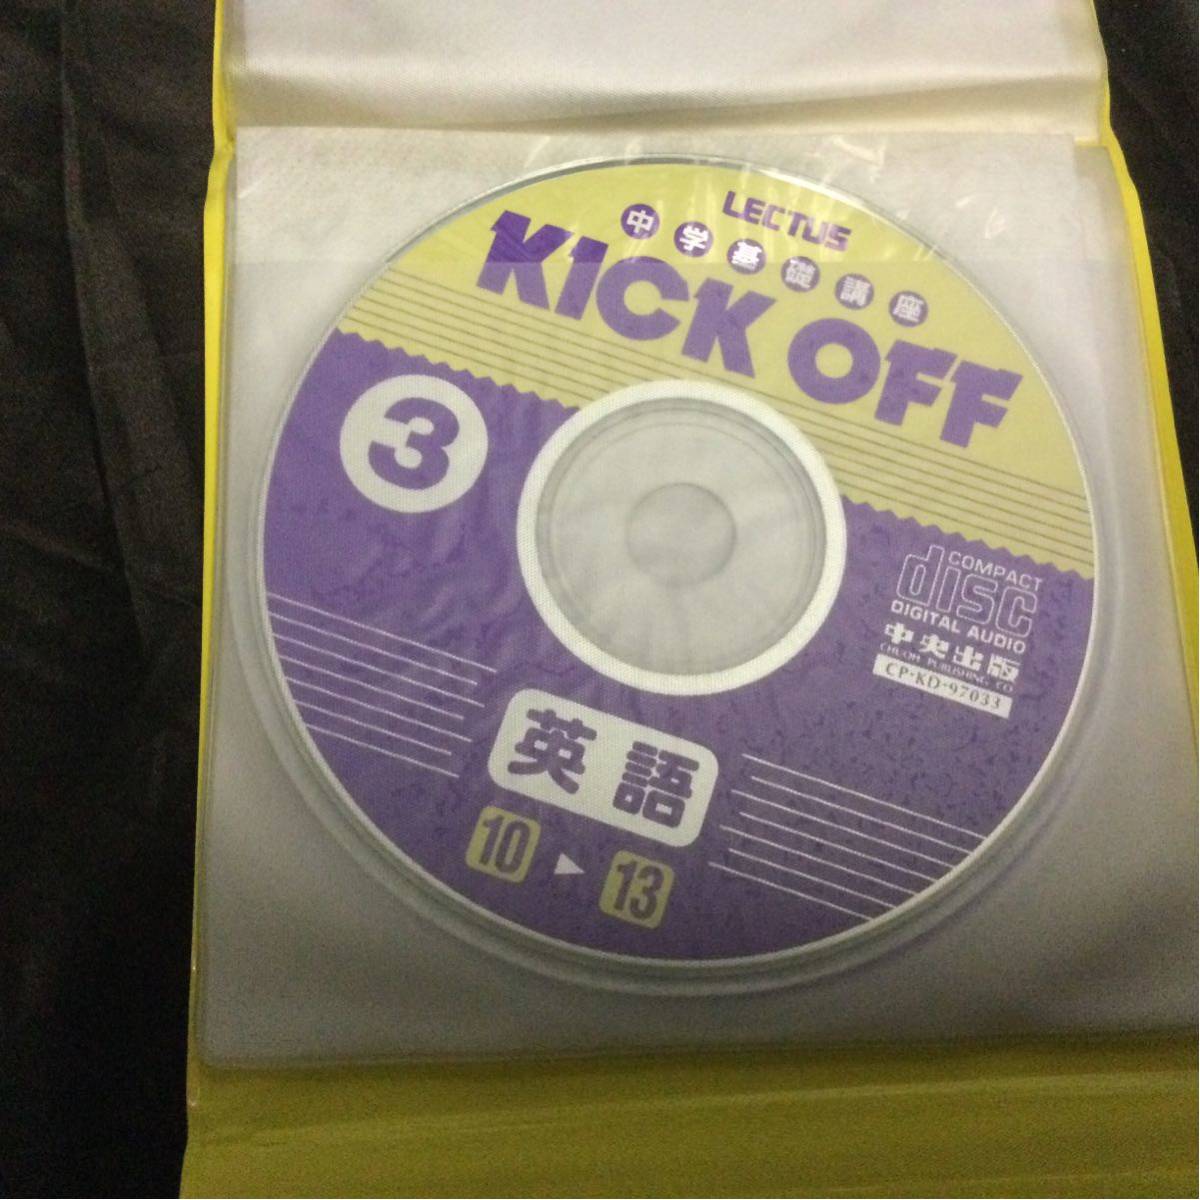 LECTUS
中学基礎講座
KICK OFF
3
COMPACT
disc
DIGITAL AUDIO
中央出版
CHUOH PUBLISHING CO
CP·KD-97033
英語
10 ▶ 13